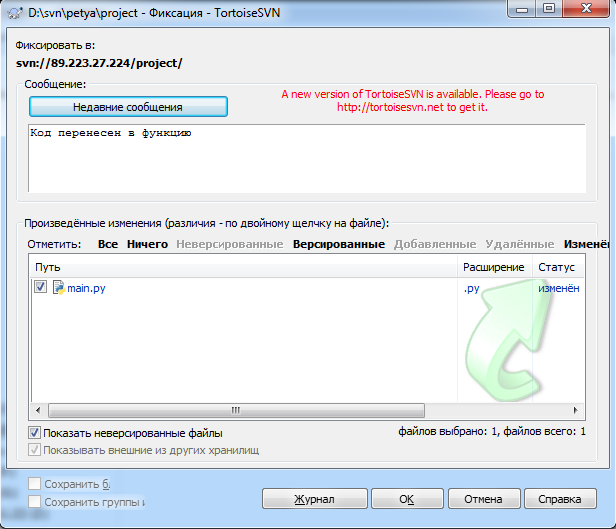 D:\svn\petya\project - Фиксация - TortoiseSVN
Фиксировать в:
svn://89.223.27.224/project/
Сообщение:
Недавние сообщения
A new version of TortoiseSVN is available. Please go to
http://tortoisesvn.net to get it.
Код перенесен в функцию
Произведённые изменения (различия - по двойному щелчку на файле):
Отметить: Все Ничего Неверсированные Версированные Добавленные Удалённые Изменён
Путь Расширение Статус
main.py .py изменён
Показать неверсированные файлы файлов выбрано: 1, файлов всего: 1
Показывать внешние из других хранилищ
Сохранить
Сохранить группы
Журнал OK Отмена Справка